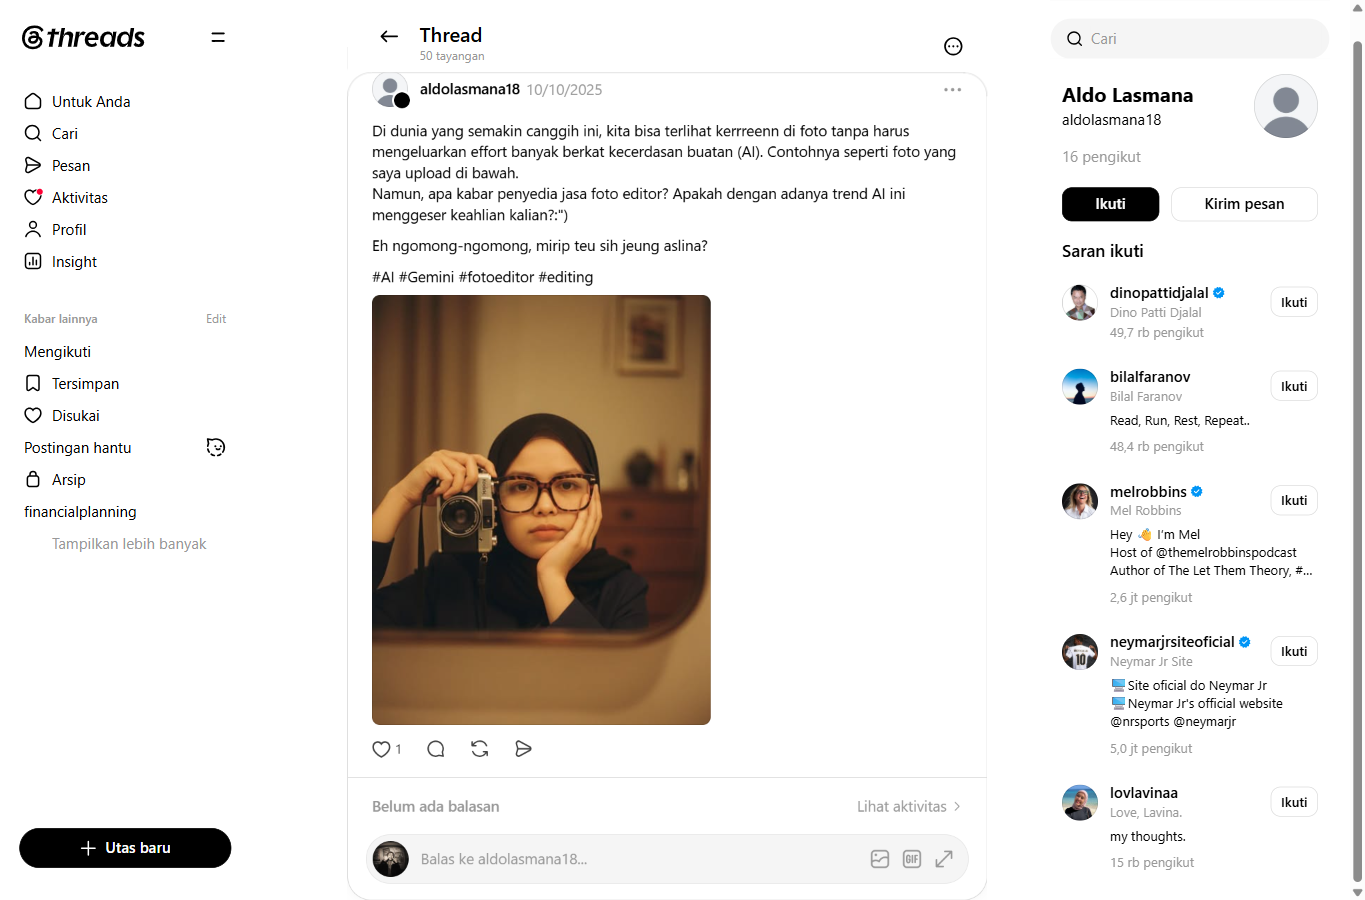 threads
Untuk Anda
Cari
Pesan
Aktivitas
Profil
Insight
Kabar lainnya
Edit
Mengikuti
Tersimpan
Disukai
Postingan hantu
Arsip
financialplanning
Tampilkan lebih banyak
Utas baru
Thread
50 tayangan
aldolasmana18 10/10/2025
Di dunia yang semakin canggih ini, kita bisa terlihat kerrreenn di foto tanpa harus
mengeluarkan effort banyak berkat kecerdasan buatan (AI). Contohnya seperti foto yang
saya upload di bawah.
Namun, apa kabar penyedia jasa foto editor? Apakah dengan adanya trend AI ini
menggeser keahlian kalian?:")
Eh ngomong-ngomong, mirip teu sih jeung aslina?
#AI #Gemini #fotoeditor #editing
1
Belum ada balasan
Lihat aktivitas
Balas ke aldolasmana18...
GIF
Cari
Aldo Lasmana
aldolasmana18
16 pengikut
Ikuti
Kirim pesan
Saran ikuti
dinopattidjalal
Dino Patti Djalal
49,7 rb pengikut
Ikuti
bilalfaranov
Bilal Faranov
Read, Run, Rest, Repeat..
48,4 rb pengikut
Ikuti
melrobbins
Mel Robbins
Hey 👋 I'm Mel
Host of @themelrobbinspodcast
Author of The Let Them Theory, #...
2,6 jt pengikut
Ikuti
neymarjrsiteoficial
Neymar Jr Site
🖥️Site oficial do Neymar Jr
🖥️Neymar Jr's official website
@nrsports @neymarjr
5,0 jt pengikut
Ikuti
10
lovlavinaa
Love, Lavina.
my thoughts.
15 rb pengikut
Ikuti